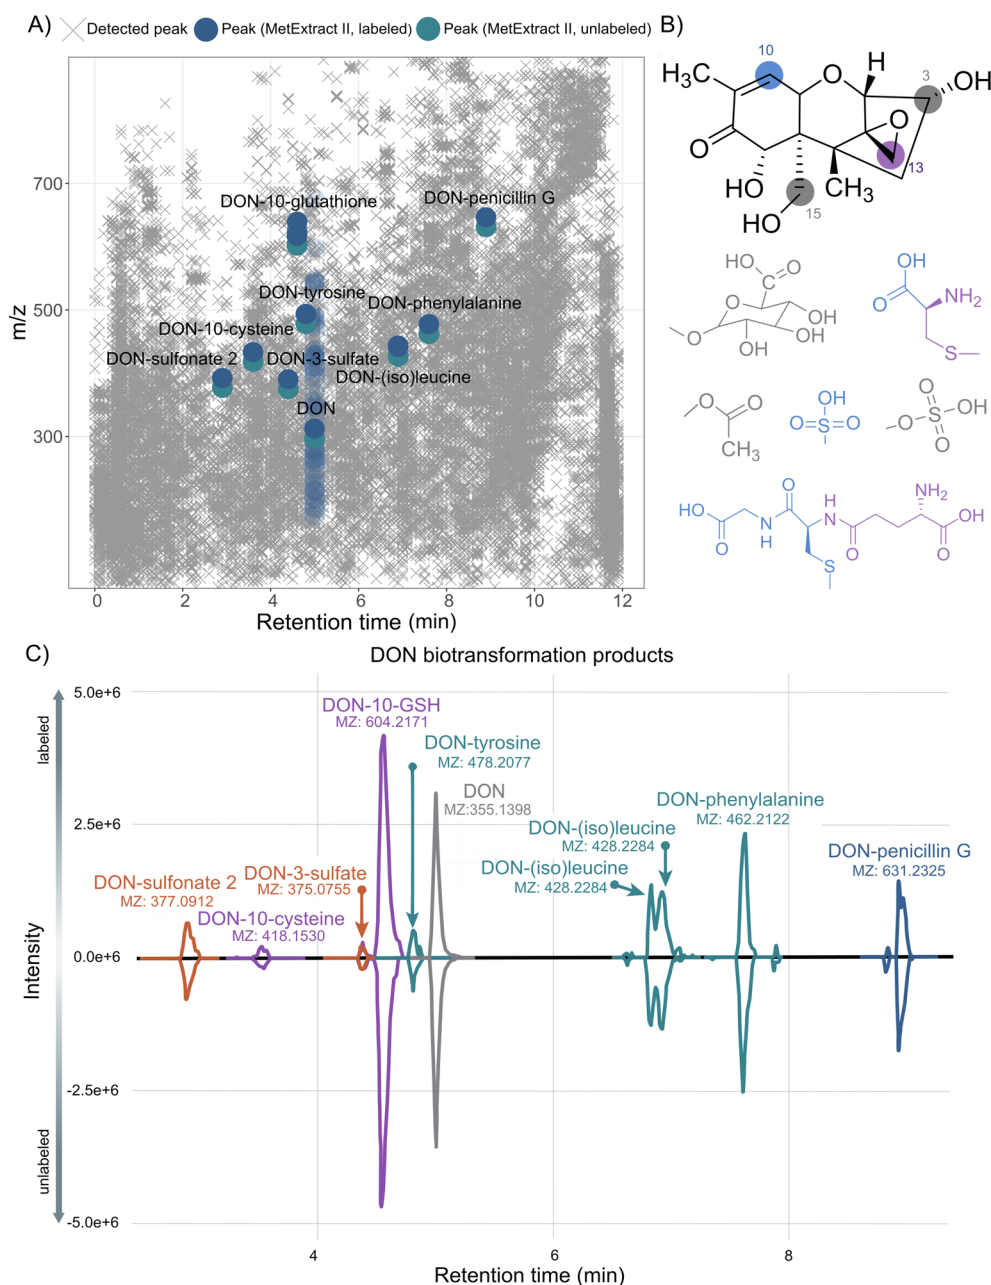 A)
Detected peak
Peak (MetExtract II, labeled)
Peak (MetExtract II, unlabeled)
m/z
700
500
300
DON-10-glutathione
DON-penicillin G
DON-tyrosine
DON-phenylalanine
DON-10-cysteine
DON-sulfonate 2
DON-3-sulfate
DON-(iso)leucine
DON
0 2 4 6 8 10 12
Retention time (min)
B)
10
H3C
O
H
3
OH
O
O
13
HO
CH3
15
HO
HO
O
O
OH
O
OH
OH
OH
O
NH2
S
O
O
CH3
OH
O=S=O
O
O
S
OH
O
O
NH2
HO
O
H
N
OH
O
N
H
O
O
S
C)
DON biotransformation products
5.0e+6
labeled
DON-10-GSH
MZ: 604.2171
DON-tyrosine
MZ: 478.2077
DON
MZ:355.1398
DON-phenylalanine
MZ: 462.2122
2.5e+6
DON-(iso)leucine
MZ: 428.2284
DON-(iso)leucine
MZ: 428.2284
DON-penicillin G
MZ: 631.2325
DON-3-sulfate
MZ: 375.0755
DON-sulfonate 2
MZ: 377.0912
DON-10-cysteine
MZ: 418.1530
0.0e+6
Intensity
-2.5e+6
unlabeled
-5.0e+6
4 6 8
Retention time (min)